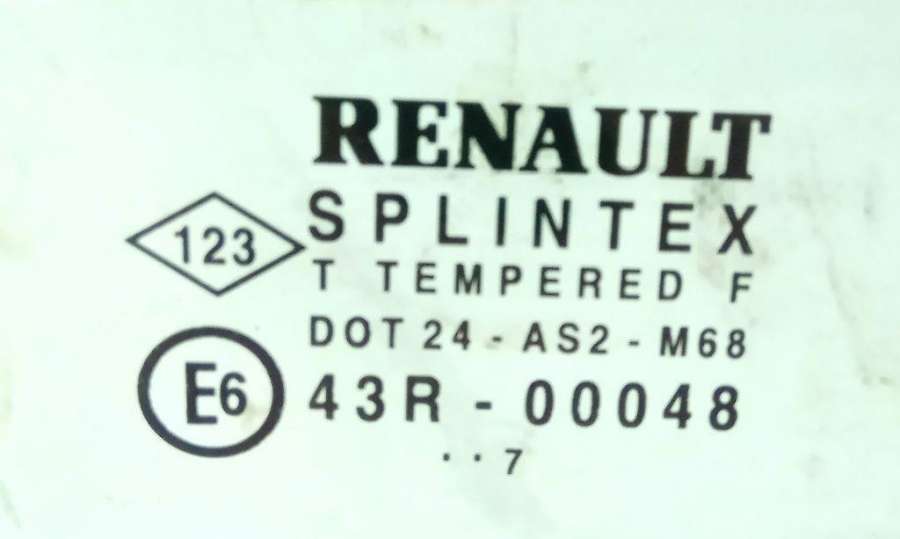 RENAULT
123
SPLINTEX
T TEMPERED F
DOT 24 - AS2 - M68
E6
43R - 00048
. . 7